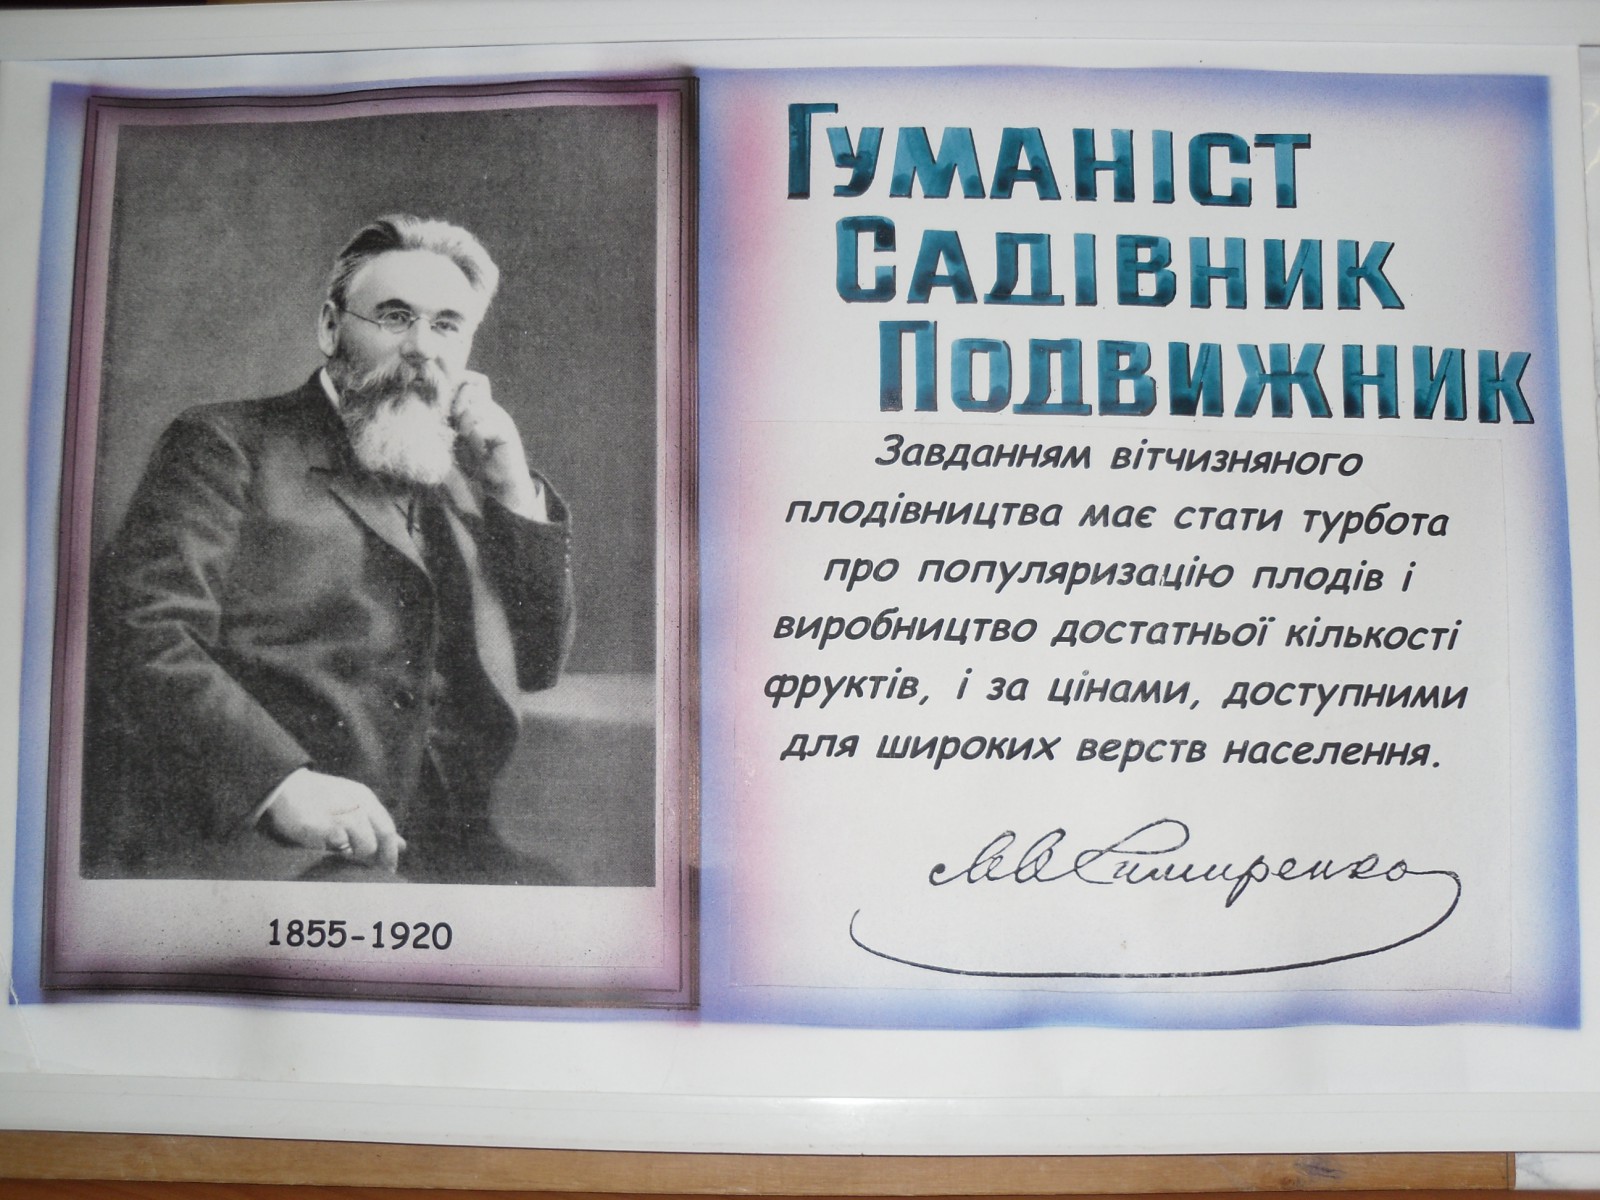 Гуманіст
Садівник
Подвижник
Завданням вітчизняного
плодівництва має стати турбота
про популяризацію плодів і
виробництво достатньої кількості
фруктів, і за цінами, доступними
для широких верств населення.
Симиренко
1855-1920